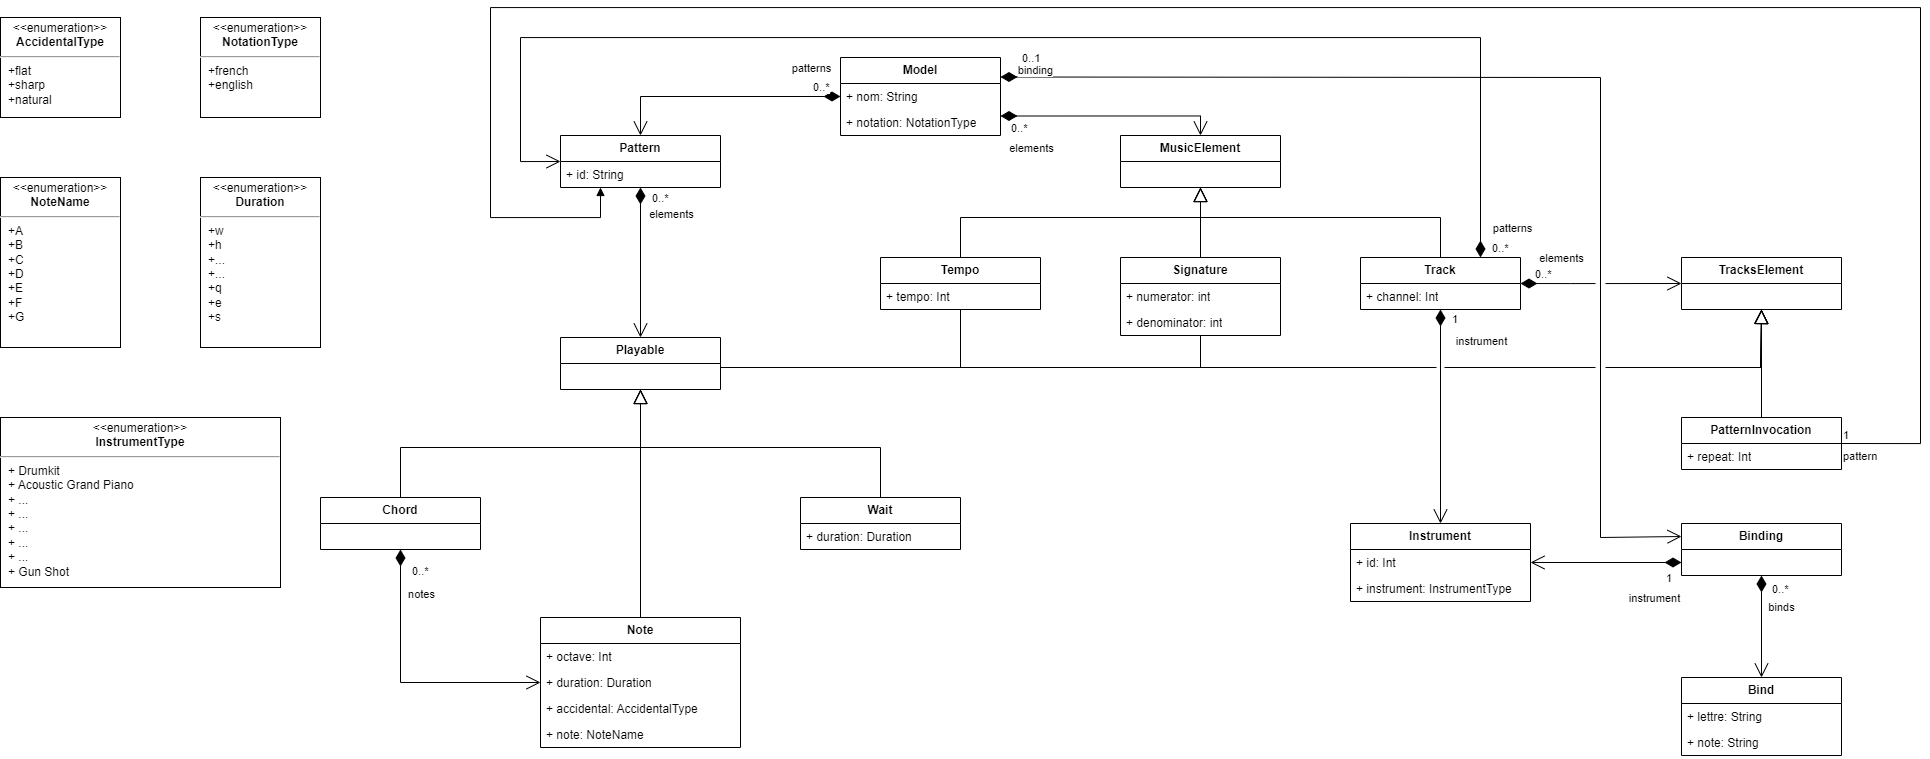 <<enumeration>>
AccidentalType
+flat
+sharp
+natural
<<enumeration>>
NotationType
+french
+english
<<enumeration>>
NoteName
+A
+B
+C
+D
+E
+F
+G
<<enumeration>>
Duration
+w
+h
+...
+...
+q
+e
+s
<<enumeration>>
InstrumentType
+ Drumkit
+ Acoustic Grand Piano
+ ...
+ ...
+ ...
+ ...
+ ...
+ Gun Shot
Model
+ nom: String
+ notation: NotationType
patterns
0..*
0..1
binding
0..*
elements
Pattern
+ id: String
0..*
elements
MusicElement
Tempo
+ tempo: Int
Signature
+ numerator: int
+ denominator: int
patterns
0..*
Track
+ channel: Int
elements
0..*
1
instrument
TracksElement
Playable
PatternInvocation
+ repeat: Int
1
pattern
Chord
0..*
notes
Wait
+ duration: Duration
Note
+ octave: Int
+ duration: Duration
+ accidental: AccidentalType
+ note: NoteName
Instrument
+ id: Int
+ instrument: InstrumentType
Binding
1
instrument
0..*
binds
Bind
+ lettre: String
+ note: String